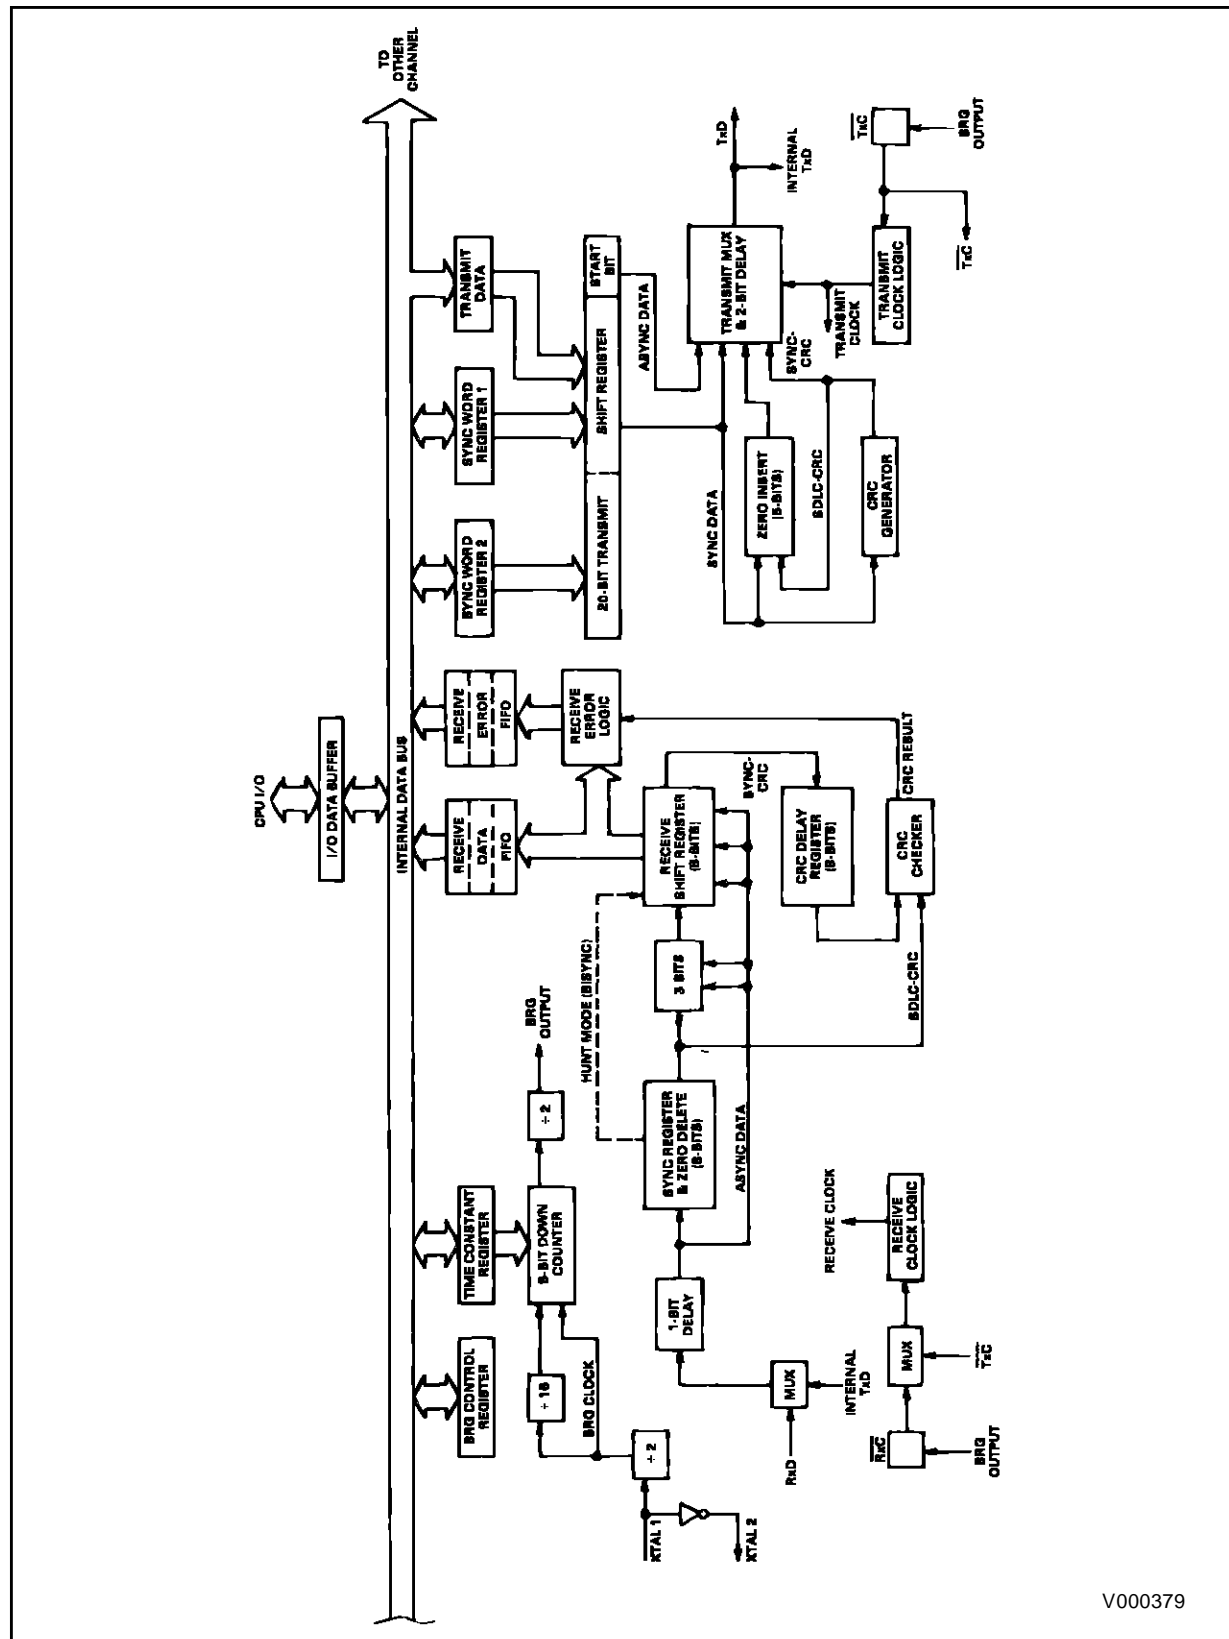 TO
OTHER
CHANNEL
CPU I/O
I/O DATA BUFFER
INTERNAL DATA BUS
BRG CONTROL
REGISTER
TIME CONSTANT
REGISTER
RECEIVE
DATA
FIFO
RECEIVE
ERROR
FIFO
SYNC WORD
REGISTER 2
SYNC WORD
REGISTER 1
TRANSMIT
DATA
÷ 16
BRG CLOCK
8-BIT DOWN
COUNTER
÷ 2
BRG
OUTPUT
HUNT MODE (BISYNC)
RECEIVE
ERROR
LOGIC
20-BIT TRANSMIT
SHIFT REGISTER
START
BIT
ASYNC DATA
XTAL 1
XTAL 2
÷ 2
1-BIT
DELAY
SYNC REGISTER
& ZERO DELETE
(8-BITS)
3 BITS
RECEIVE
SHIFT REGISTER
(8-BITS)
SYNC-
CRC
ASYNC DATA
SYNC DATA
TRANSMIT MUX
& 2-BIT DELAY
TxD
INTERNAL
TxD
RxD
MUX
INTERNAL
TxD
CRC DELAY
REGISTER
(8-BITS)
ZERO INSERT
(5-BITS)
SYNC-
CRC
SDLC-CRC
TRANSMIT
CLOCK
RECEIVE CLOCK
SDLC-CRC
CRC
CHECKER
CRC RESULT
CRC
GENERATOR
TRANSMIT
CLOCK LOGIC
TxC
BRG
OUTPUT
TxC
RxC
BRG
OUTPUT
MUX
TxC
RECEIVE
CLOCK LOGIC
V000379